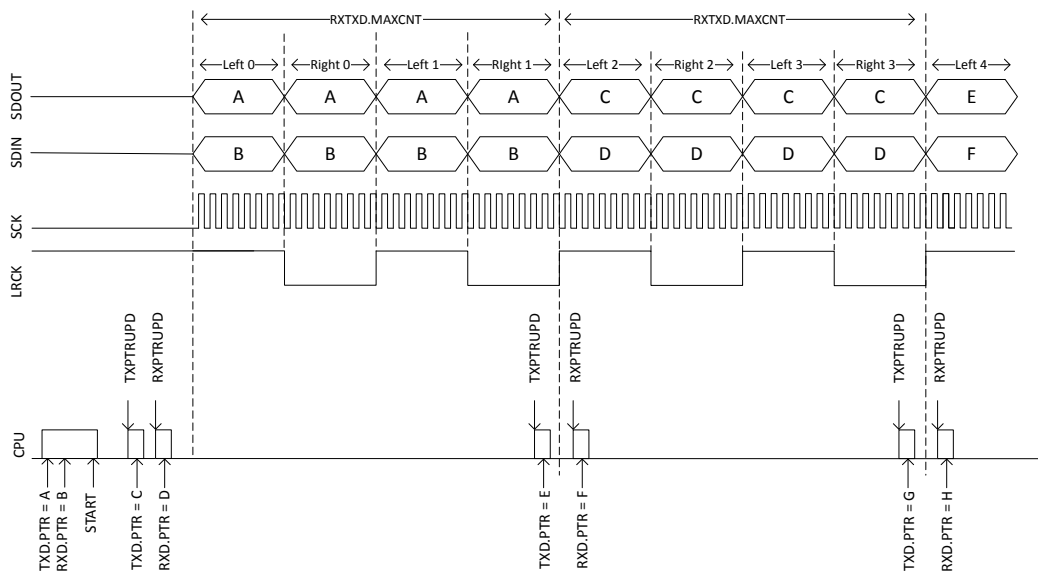 RXTXD.MAXCNT RXTXD.MAXCNT
Left 0 Right 0 Left 1 RIght 1 Left 2 Right 2 Left 3 Right 3 Left 4
SDOUT A A A A C C C C E
SDIN B B B B D D D D F
SCK
LRCK
TXPTRUPD RXPTRUPD TXPTRUPD RXPTRUPD TXPTRUPD RXPTRUPD
CPU
TXD.PTR = A
RXD.PTR = B
START
TXD.PTR = C
RXD.PTR = D
TXD.PTR = E
RXD.PTR = F
TXD.PTR = G
RXD.PTR = H